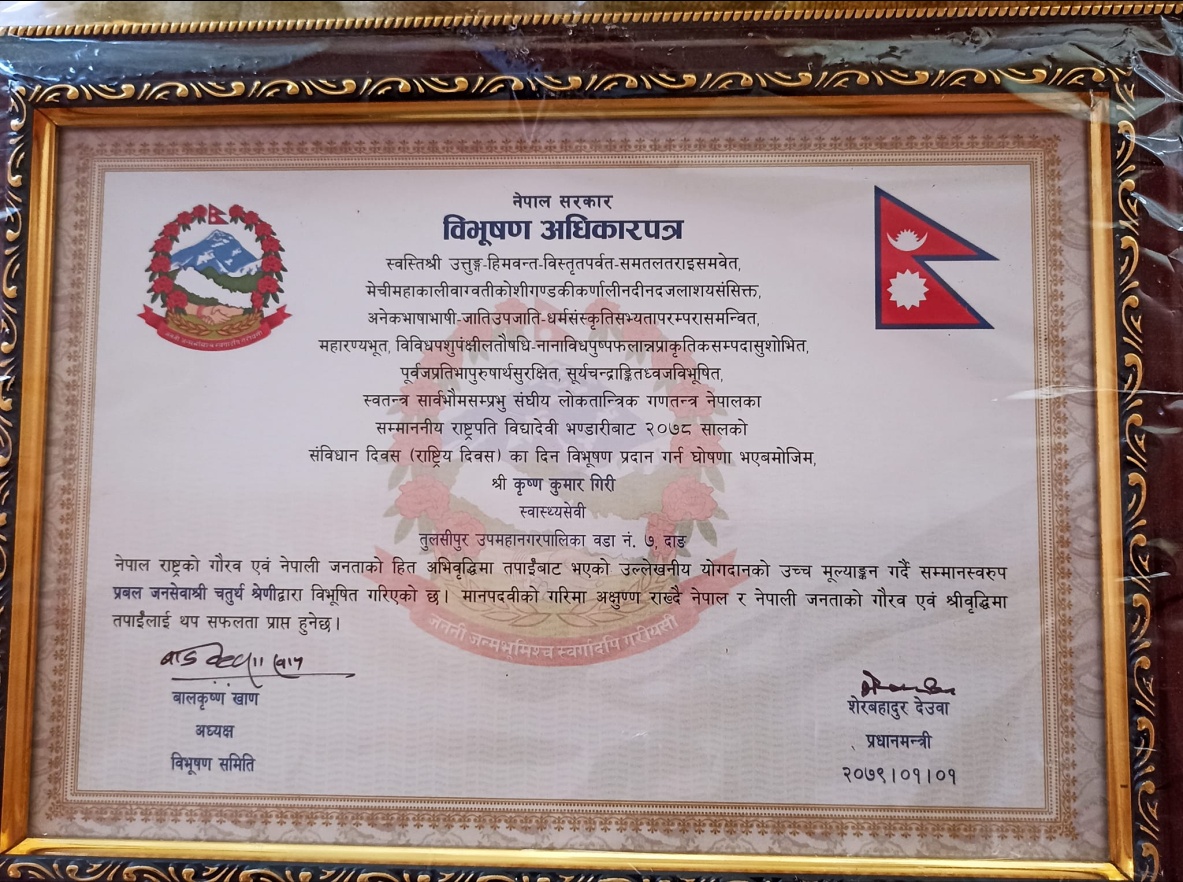 नेपाल सरकार
विभूषण अधिकारपत्र
स्वस्तिश्री उत्तुङ्ग-हिमवन्त-विस्तृतपर्वत-समतलतराइसमवेत,
मेचीमहाकालीवाग्वतीकोशीगण्डकीकर्णालीनदीनदजलाशयसंसिक्त,
अनेकभाषाभाषी-जातिउपजाति-धर्मसंस्कृतिसभ्यतापरम्परासमन्वित,
महारण्यभूत, विविधपशुपंक्षीलतौषधि-नानाविधपुष्पफलान्नप्राकृतिकसम्पदासुशोभित,
पूर्वजप्रतिभापुरुषार्थसुरक्षित, सूर्यचन्द्राङ्कितध्वजविभूषित,
स्वतन्त्र सार्वभौमसम्प्रभु संघीय लोकतान्त्रिक गणतन्त्र नेपालका
सम्माननीय राष्ट्रपति विद्यादेवी भण्डारीबाट २०७८ सालको
संविधान दिवस (राष्ट्रिय दिवस) का दिन विभूषण प्रदान गर्न घोषणा भएबमोजिम,
श्री कृष्ण कुमार गिरी
स्वास्थ्यसेवी
तुलसीपुर उपमहानगरपालिका वडा नं. ७, दाङ
नेपाल राष्ट्रको गौरव एवं नेपाली जनताको हित अभिवृद्धिमा तपाईंबाट भएको उल्लेखनीय योगदानको उच्च मूल्याङ्कन गर्दै सम्मानस्वरुप
प्रबल जनसेवाश्री चतुर्थ श्रेणीद्वारा विभूषित गरिएको छ। मानपदवीको गरिमा अक्षुण्ण राख्दै नेपाल र नेपाली जनताको गौरव एवं श्रीवृद्धिमा
तपाईंलाई थप सफलता प्राप्त हुनेछ।
जननी जन्मभूमिश्च स्वर्गादपि गरीयसी
बालकृष्ण खाण
अध्यक्ष
विभूषण समिति
शेरबहादुर देउवा
प्रधानमन्त्री
२०७९।०१।०१